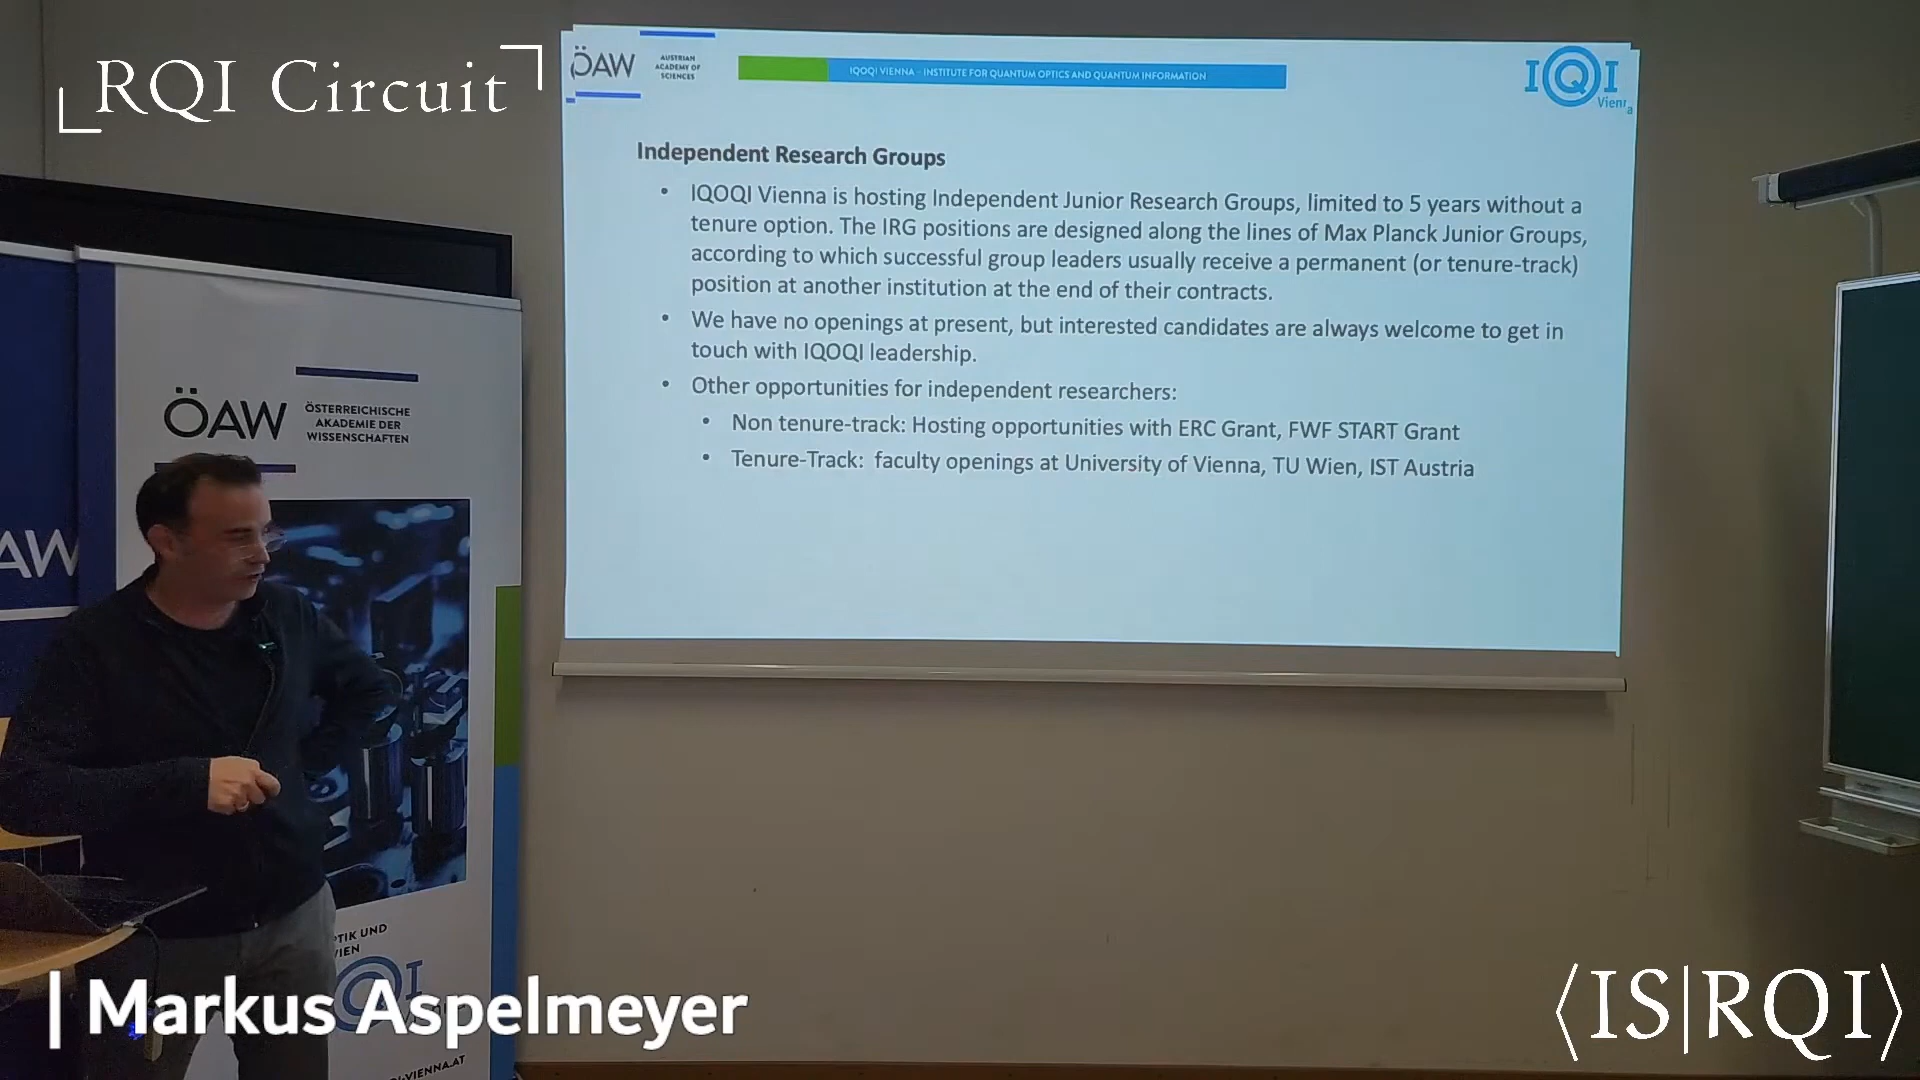 RQI Circuit
ÖAW
AUSTRIAN
ACADEMY OF
SCIENCES
IQOQI VIENNA - INSTITUTE FOR QUANTUM OPTICS AND QUANTUM INFORMATION
IQI
Vienna
Independent Research Groups
• IQOQI Vienna is hosting Independent Junior Research Groups, limited to 5 years without a
tenure option. The IRG positions are designed along the lines of Max Planck Junior Groups,
according to which successful group leaders usually receive a permanent (or tenure-track)
position at another institution at the end of their contracts.
• We have no openings at present, but interested candidates are always welcome to get in
touch with IQOQI leadership.
• Other opportunities for independent researchers:
• Non tenure-track: Hosting opportunities with ERC Grant, FWF START Grant
• Tenure-Track: faculty openings at University of Vienna, TU Wien, IST Austria
ÖAW
ÖSTERREICHISCHE
AKADEMIE DER
WISSENSCHAFTEN
AW
TIK UND
IEN
QI
I-VIENNA.AT
| Markus Aspelmeyer
⟨IS|RQI⟩